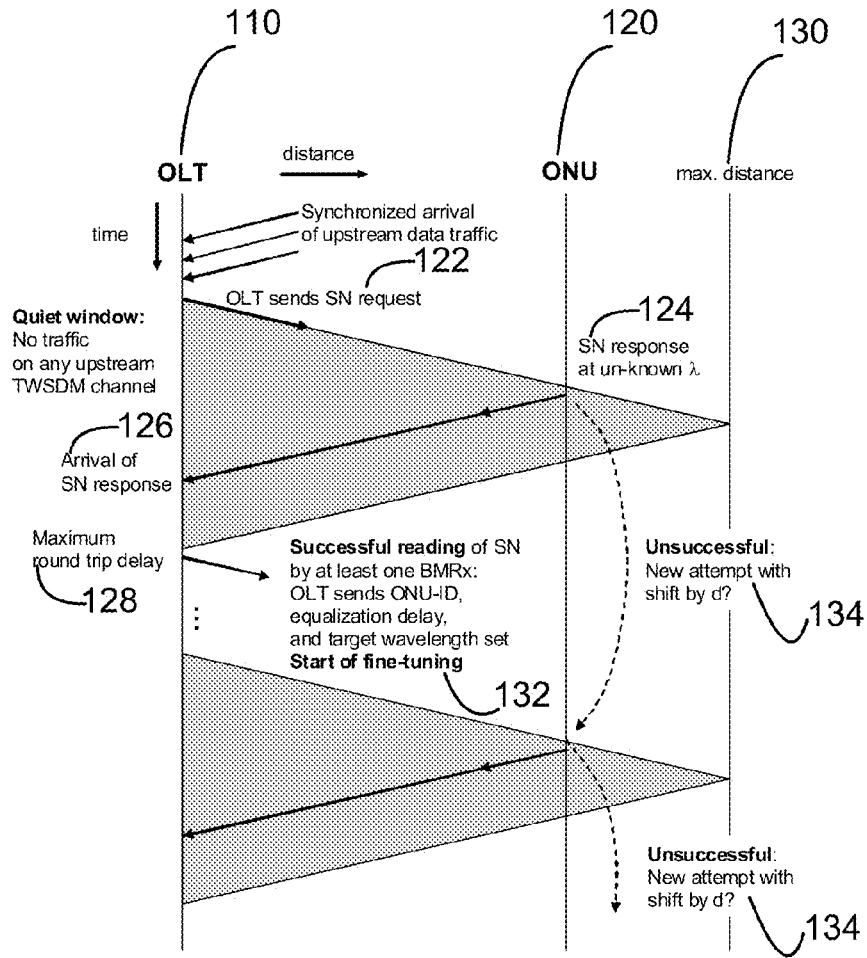 110
120
130
OLT
distance
ONU
max. distance
time
Synchronized arrival
of upstream data traffic
122
OLT sends SN request
Quiet window:
No traffic
on any upstream
TWSDM channel
124
SN response
at un-known λ
126
Arrival of
SN response
Maximum
round trip delay
128
Successful reading of SN
by at least one BMRx:
OLT sends ONU-ID,
equalization delay,
and target wavelength set
Start of fine-tuning
Unsuccessful:
New attempt with
shift by d?
134
132
Unsuccessful:
New attempt with
shift by d?
134